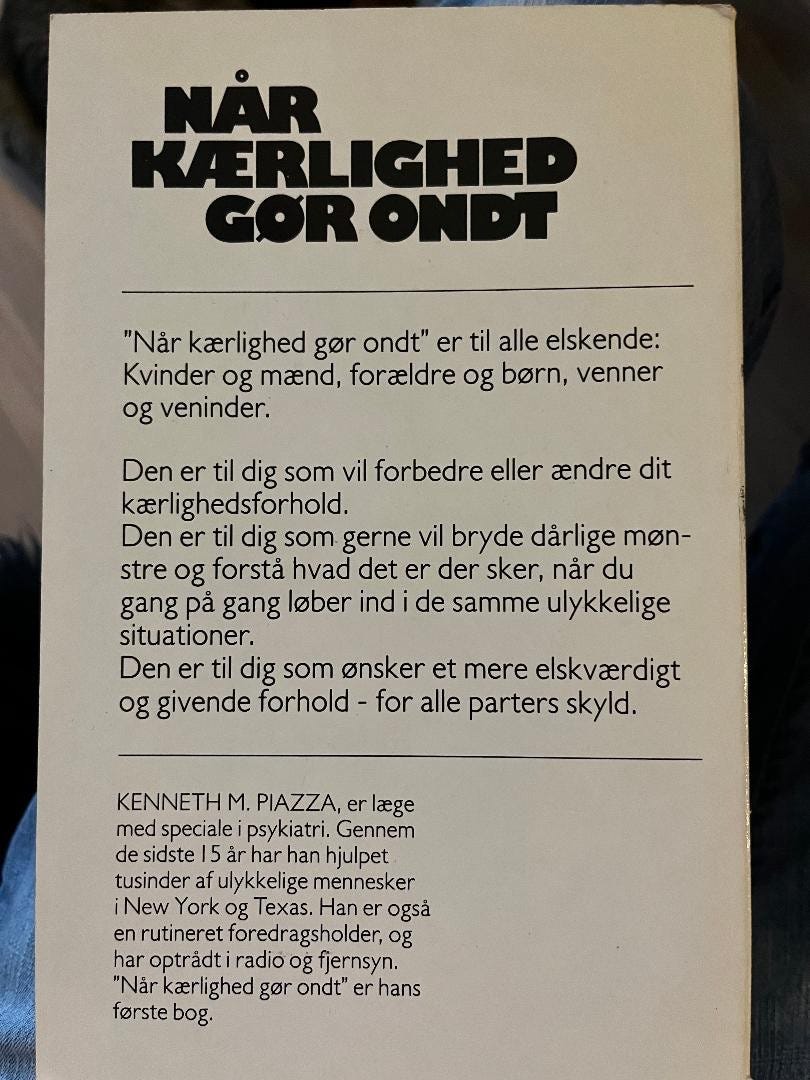 NÅR
KÆRLIGHED
GØR ONDT
"Når kærlighed gør ondt" er til alle elskende:
Kvinder og mænd, forældre og børn, venner
og veninder.
Den er til dig som vil forbedre eller ændre dit
kærlighedsforhold.
Den er til dig som gerne vil bryde dårlige møn-
stre og forstå hvad det er der sker, når du
gang på gang løber ind i de samme ulykkelige
situationer.
Den er til dig som ønsker et mere elskværdigt
og givende forhold - for alle parters skyld.
KENNETH M. PIAZZA, er læge
med speciale i psykiatri. Gennem
de sidste 15 år har han hjulpet
tusinder af ulykkelige mennesker
i New York og Texas. Han er også
en rutineret foredragsholder, og
har optrådt i radio og fjernsyn.
"Når kærlighed gør ondt" er hans
første bog.